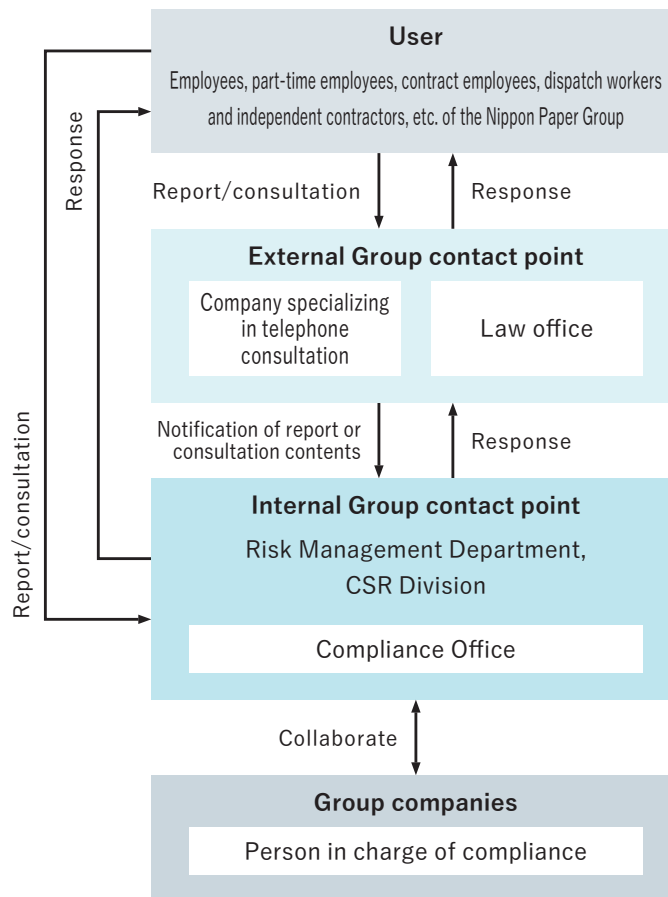 User
Employees, part-time employees, contract employees, dispatch workers
and independent contractors, etc. of the Nippon Paper Group
Response
Report/consultation
Report/consultation
Response
External Group contact point
Company specializing
in telephone
consultation
Law office
Notification of report or
consultation contents
Response
Internal Group contact point
Risk Management Department,
CSR Division
Compliance Office
Collaborate
Group companies
Person in charge of compliance